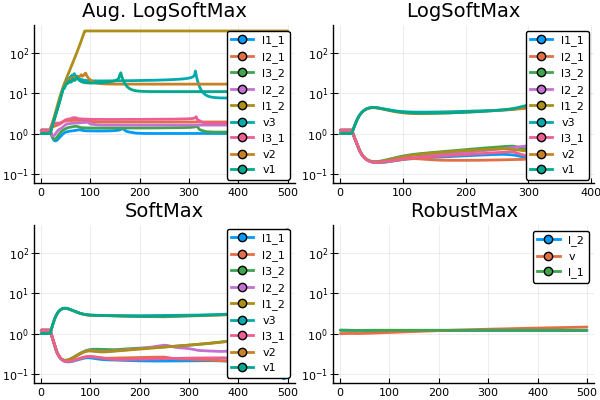 Aug. LogSoftMax
LogSoftMax
10²
10¹
10⁰
10⁻¹
0 100 200 300 400 500
l1_1
l2_1
l3_2
l2_2
l1_2
v3
l3_1
v2
v1
10²
10¹
10⁰
10⁻¹
0 100 200 300 400
l1_1
l2_1
l3_2
l2_2
l1_2
v3
l3_1
v2
v1
SoftMax
RobustMax
10²
10¹
10⁰
10⁻¹
0 100 200 300 400 500
l1_1
l2_1
l3_2
l2_2
l1_2
v3
l3_1
v2
v1
10²
10¹
10⁰
10⁻¹
0 100 200 300 400 500
l_2
v
l_1